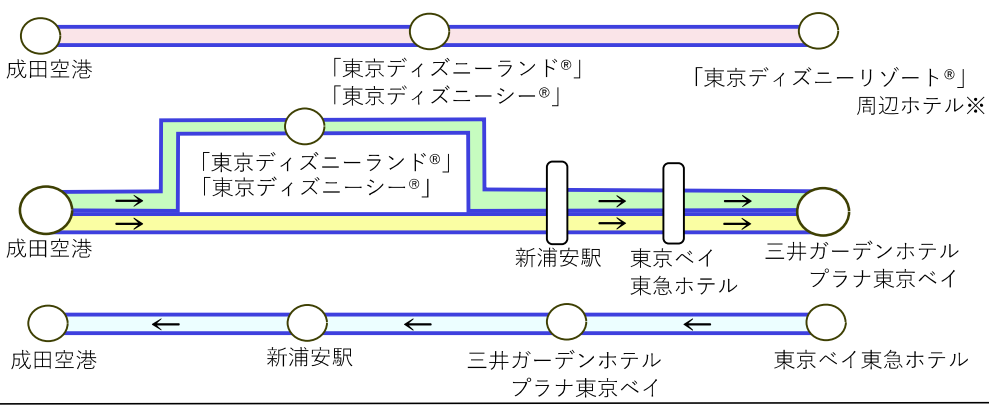 成田空港
「東京ディズニーランド®」
「東京ディズニーシー®」
「東京ディズニーリゾート®」
周辺ホテル※
「東京ディズニーランド®」
「東京ディズニーシー®」
成田空港
新浦安駅
東京ベイ
東急ホテル
三井ガーデンホテル
プラナ東京ベイ
成田空港
新浦安駅
三井ガーデンホテル
プラナ東京ベイ
東京ベイ東急ホテル